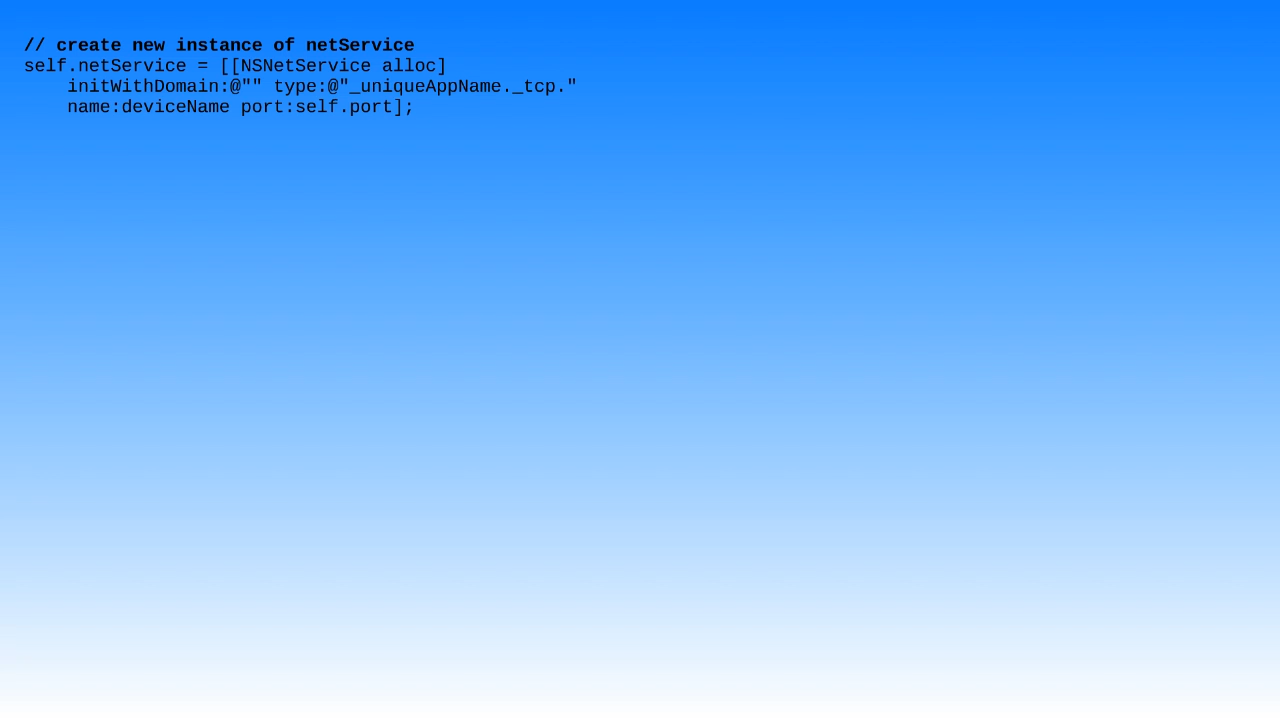 // create new instance of netService
self.netService = [[NSNetService alloc]
    initWithDomain:@"" type:@"_uniqueAppName._tcp."
    name:deviceName port:self.port];